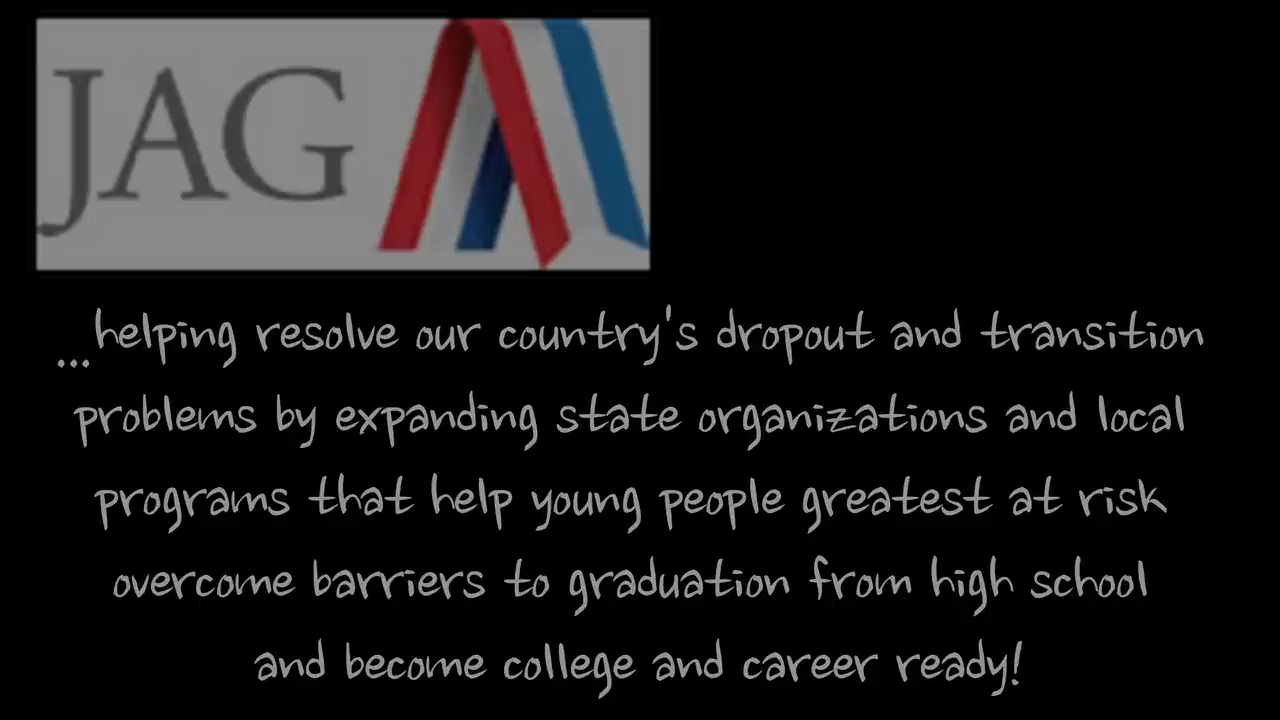 JAG
...helping resolve our country's dropout and transition
problems by expanding state organizations and local
programs that help young people greatest at risk
overcome barriers to graduation from high school
and become college and career ready!